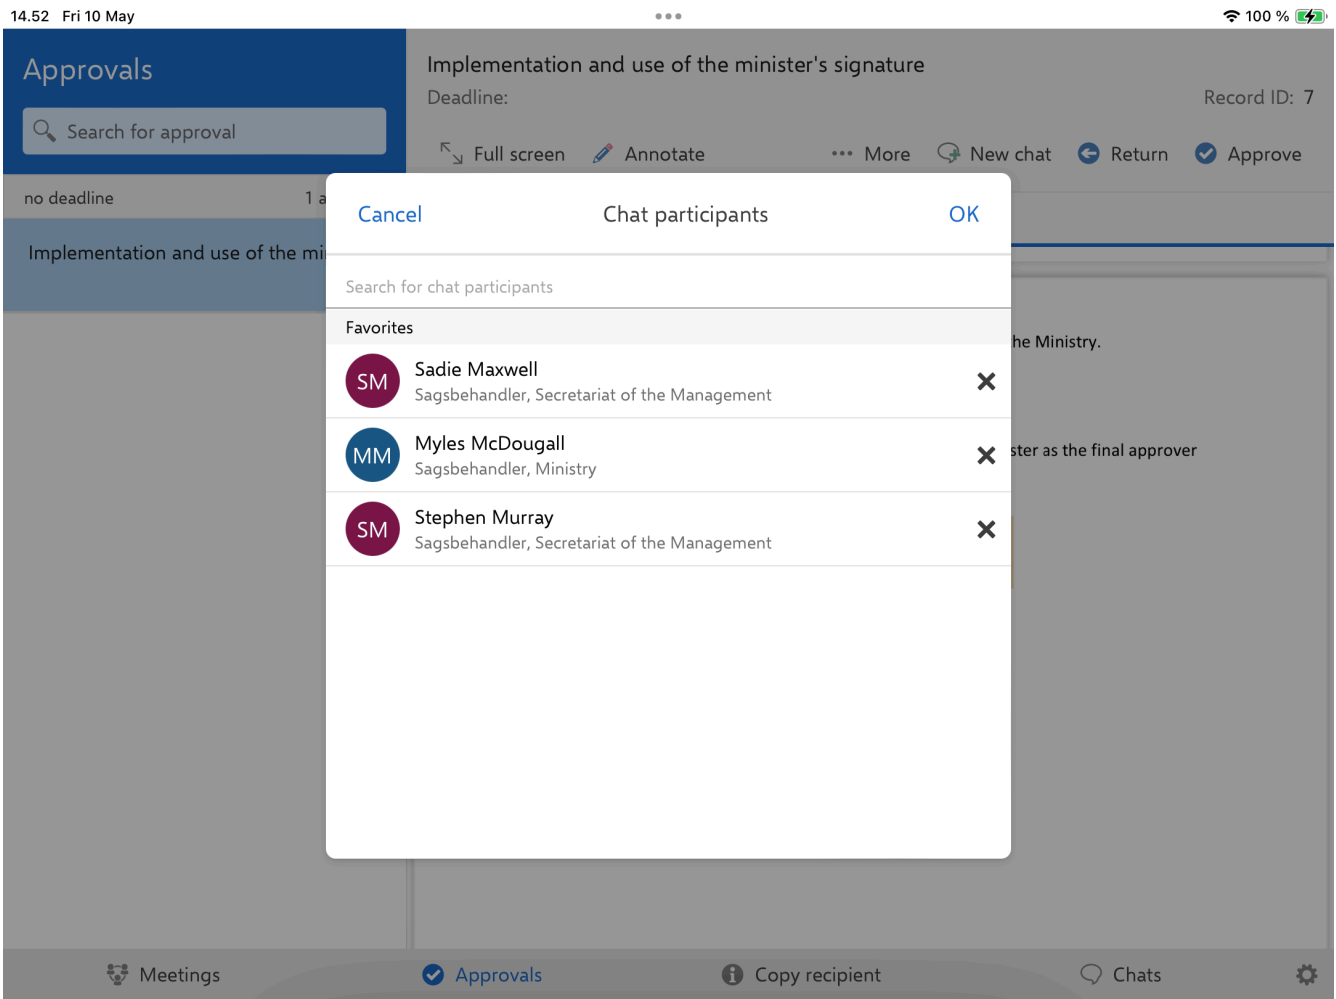 14.52 Fri 10 May
100 %
Approvals
Search for approval
no deadline
1 a
Implementation and use of the mi
Implementation and use of the minister's signature
Deadline:
Record ID: 7
Full screen
Annotate
More
New chat
Return
Approve
Cancel
Chat participants
OK
Search for chat participants
Favorites
SM
Sadie Maxwell
Sagsbehandler, Secretariat of the Management
MM
Myles McDougall
Sagsbehandler, Ministry
SM
Stephen Murray
Sagsbehandler, Secretariat of the Management
he Ministry.
ster as the final approver
Meetings
Approvals
Copy recipient
Chats